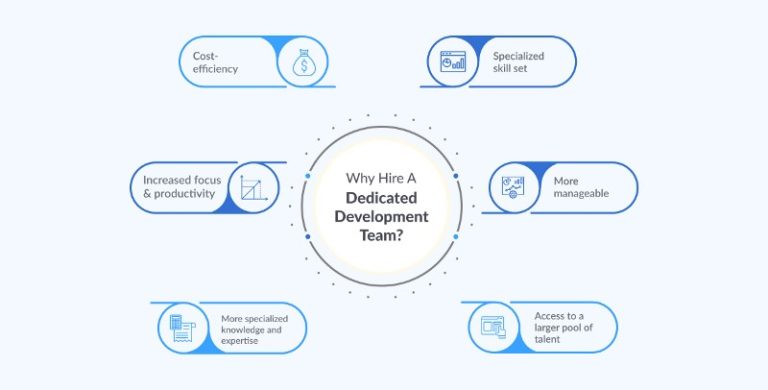 Cost-
efficiency
Specialized
skill set
Increased focus
& productivity
Why Hire A
Dedicated
Development
Team?
More
manageable
More specialized
knowledge and
expertise
Access to a
larger pool of
talent